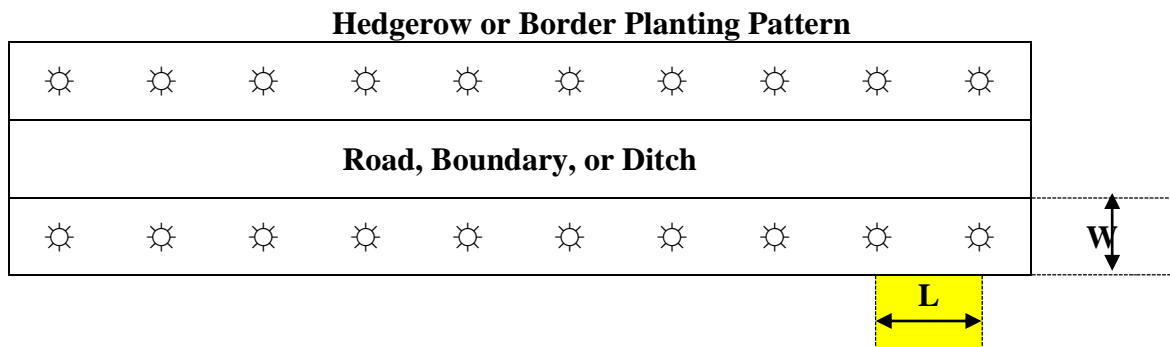 Hedgerow or Border Planting Pattern
Road, Boundary, or Ditch
W
L